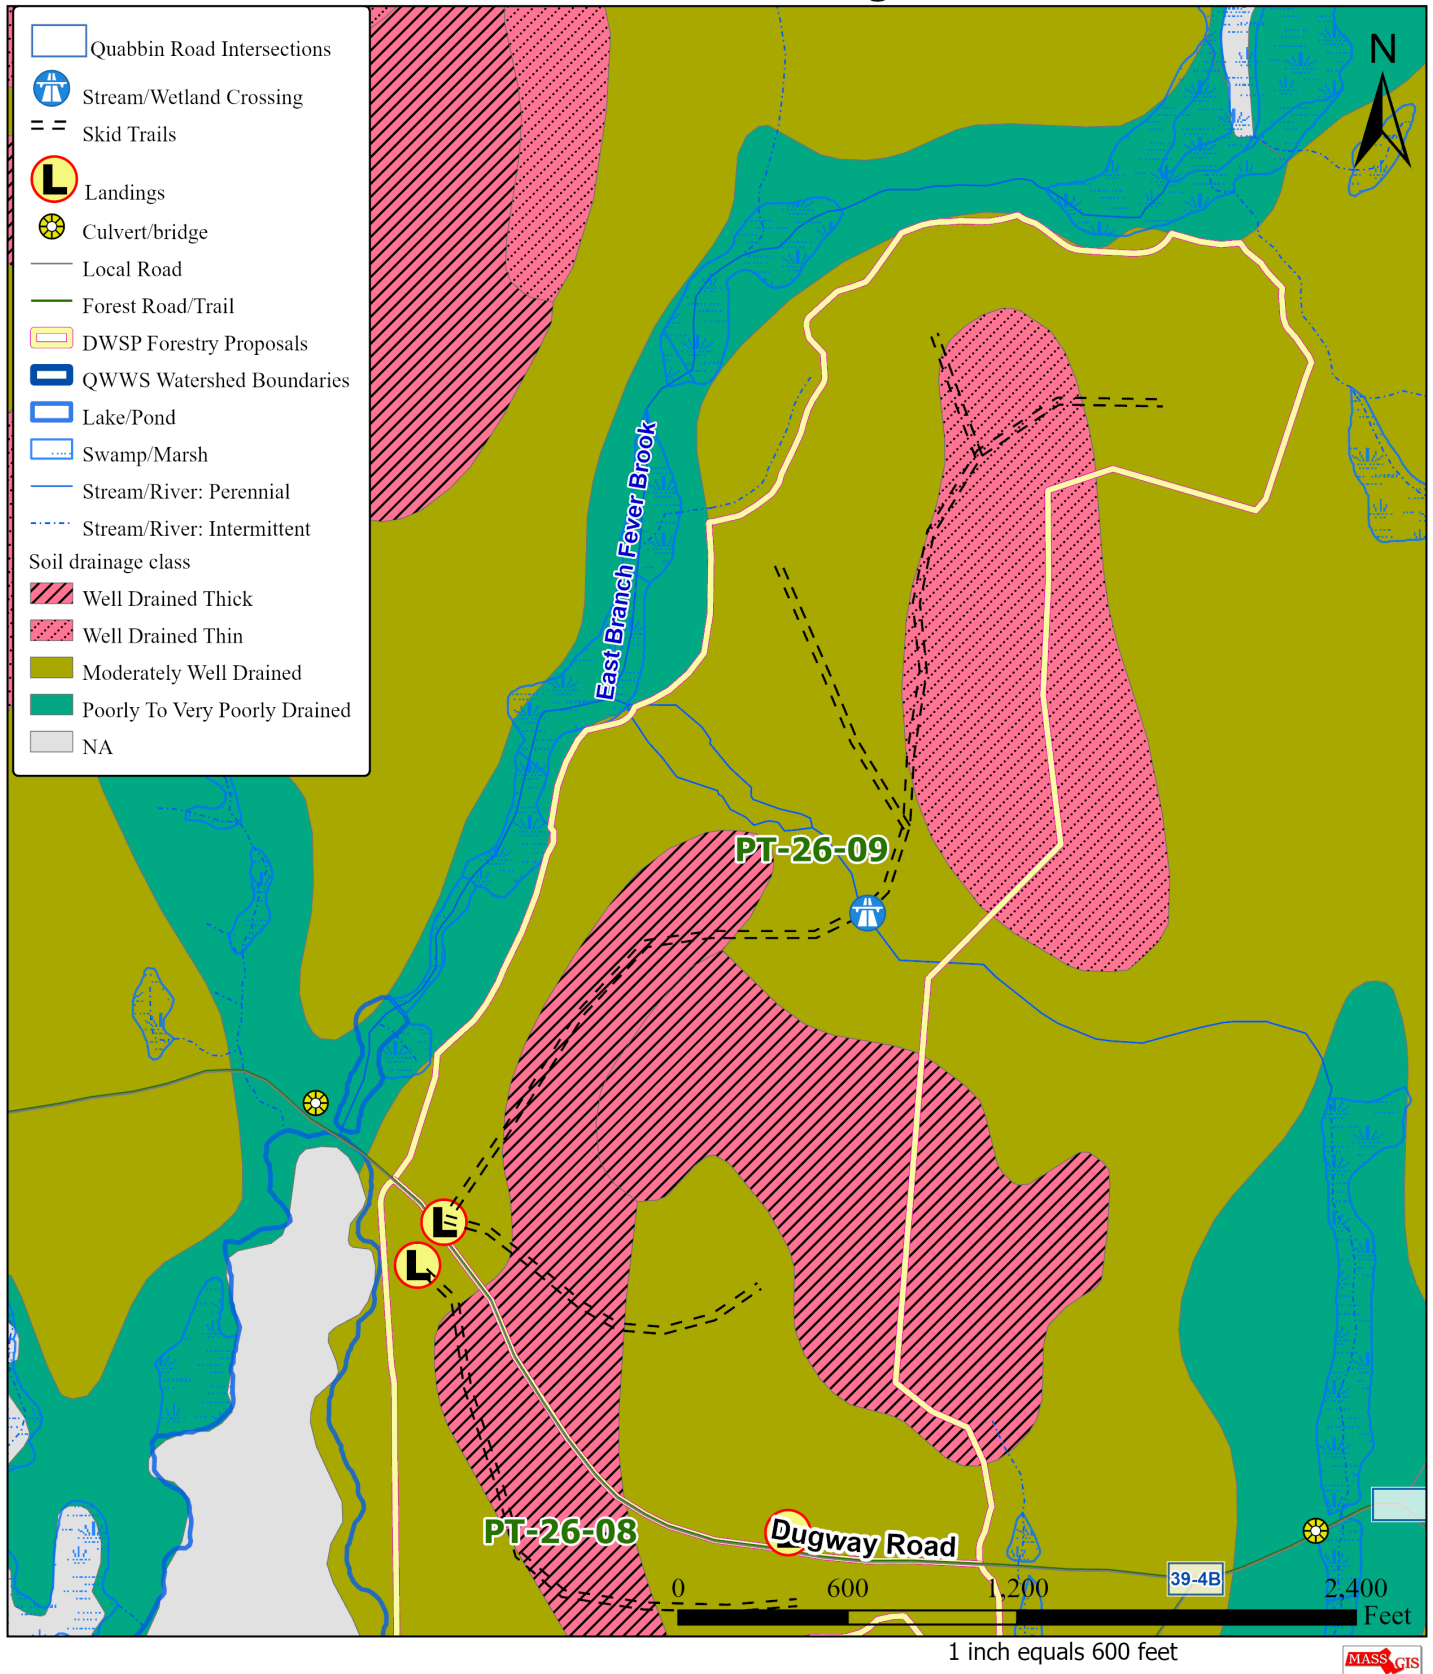 Quabbin Road Intersections
Stream/Wetland Crossing
Skid Trails
L
Landings
Culvert/bridge
Local Road
Forest Road/Trail
DWSP Forestry Proposals
QWWS Watershed Boundaries
Lake/Pond
Swamp/Marsh
Stream/River: Perennial
Stream/River: Intermittent
Soil drainage class
Well Drained Thick
Well Drained Thin
Moderately Well Drained
Poorly To Very Poorly Drained
NA
N
East Branch Fever Brook
PT-26-09
L
L
PT-26-08
Dugway Road
39-4B
0 600 1,200 2,400
Feet
1 inch equals 600 feet
MASS GIS